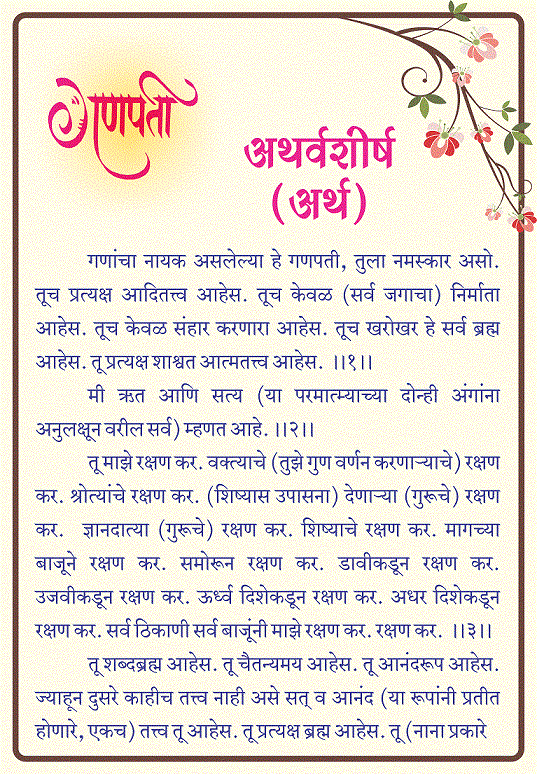 गणपती
अथर्वशीर्ष
(अर्थ)
गणांचा नायक असलेल्या हे गणपती, तुला नमस्कार असो.
तूच प्रत्यक्ष आदितत्त्व आहेस. तूच केवळ (सर्व जगाचा) निर्माता
आहेस. तूच केवळ संहार करणारा आहेस. तूच खरोखर हे सर्व ब्रह्म
आहेस. तू प्रत्यक्ष शाश्वत आत्मतत्त्व आहेस. ।।१।।
मी ऋत आणि सत्य (या परमात्म्याच्या दोन्ही अंगांना
अनुलक्षून वरील सर्व) म्हणत आहे. ।।२।।
तू माझे रक्षण कर. वक्त्याचे (तुझे गुण वर्णन करणाऱ्याचे) रक्षण
कर. श्रोत्यांचे रक्षण कर. (शिष्यास उपासना) देणाऱ्या (गुरूचे) रक्षण
कर. ज्ञानदात्या (गुरूचे) रक्षण कर. शिष्याचे रक्षण कर. मागच्या
बाजूने रक्षण कर. समोरून रक्षण कर. डावीकडून रक्षण कर.
उजवीकडून रक्षण कर. ऊर्ध्व दिशेकडून रक्षण कर. अधर दिशेकडून
रक्षण कर. सर्व ठिकाणी सर्व बाजूंनी माझे रक्षण कर. रक्षण कर. ।।३।।
तू शब्दब्रह्म आहेस. तू चैतन्यमय आहेस. तू आनंदरूप आहेस.
ज्याहून दुसरे काहीच तत्त्व नाही असे सत् व आनंद (या रूपांनी प्रतीत
होणारे, एकच) तत्त्व तू आहेस. तू प्रत्यक्ष ब्रह्म आहेस. तू (नाना प्रकारे